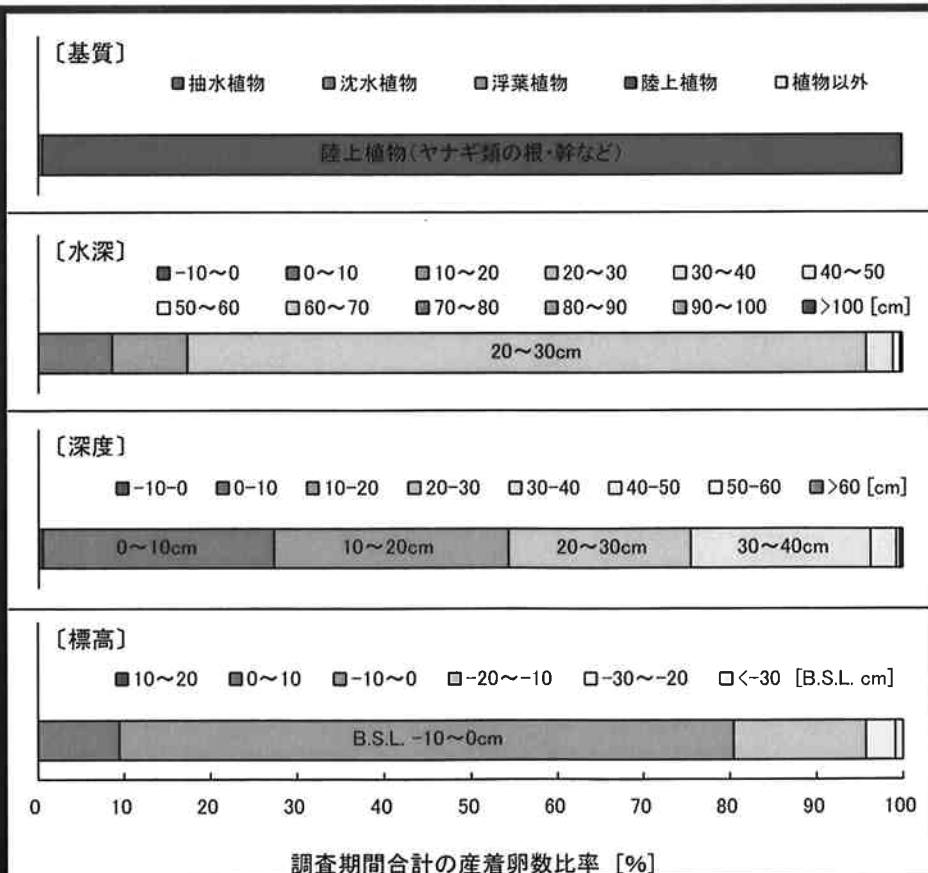 〔基質〕
抽水植物 沈水植物 浮葉植物 陸上植物 植物以外
陸上植物(ヤナギ類の根・幹など)
〔水深〕
-10～0 0～10 10～20 20～30 30～40 40～50
50～60 60～70 70～80 80～90 90～100 >100 [cm]
20～30cm
〔深度〕
-10-0 0-10 10-20 20-30 30-40 40-50 50-60 >60 [cm]
0～10cm 10～20cm 20～30cm 30～40cm
〔標高〕
10～20 0～10 -10～0 -20～-10 -30～-20 <-30 [B.S.L. cm]
B.S.L. -10～0cm
0 10 20 30 40 50 60 70 80 90 100
調査期間合計の産着卵数比率 [%]